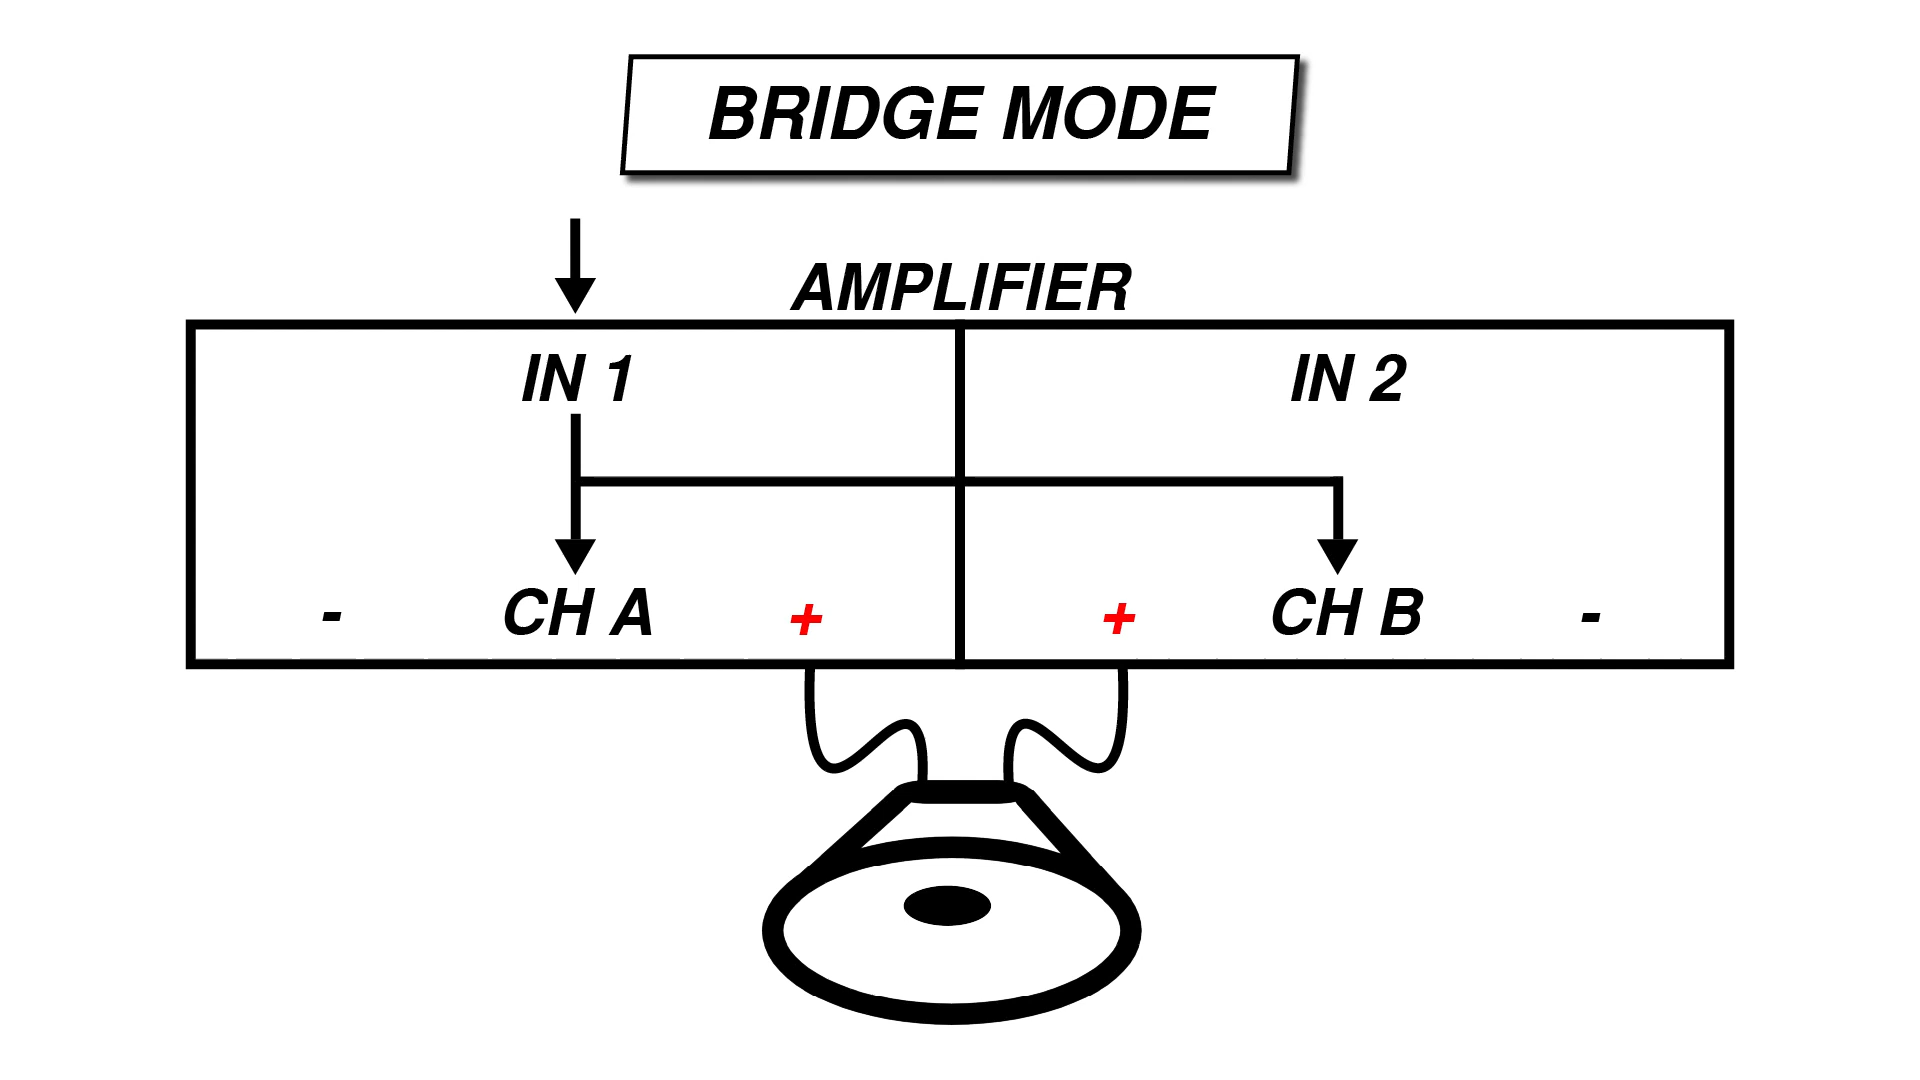 BRIDGE MODE
AMPLIFIER
IN 1 IN 2
- CH A + + CH B -